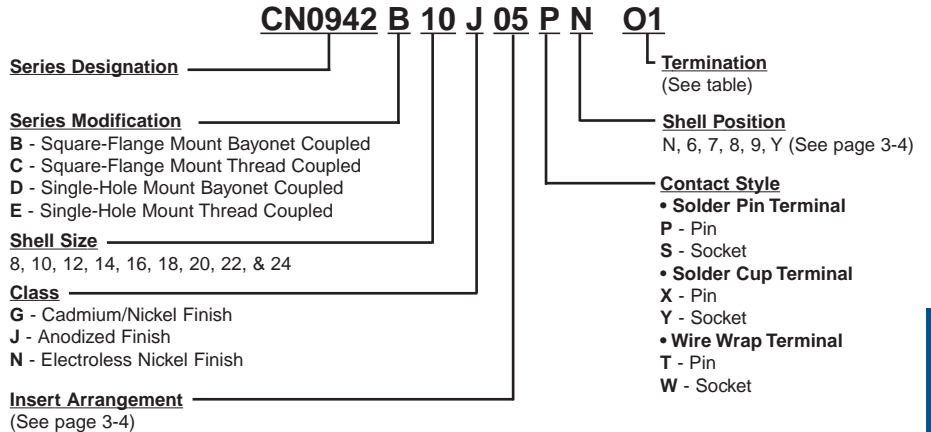 CN0942 B 10 J 05 P N O1
Series Designation
Series Modification
B - Square-Flange Mount Bayonet Coupled
C - Square-Flange Mount Thread Coupled
D - Single-Hole Mount Bayonet Coupled
E - Single-Hole Mount Thread Coupled
Shell Size
8, 10, 12, 14, 16, 18, 20, 22, & 24
Class
G - Cadmium/Nickel Finish
J - Anodized Finish
N - Electroless Nickel Finish
Insert Arrangement
(See page 3-4)
Termination
(See table)
Shell Position
N, 6, 7, 8, 9, Y (See page 3-4)
Contact Style
• Solder Pin Terminal
P - Pin
S - Socket
• Solder Cup Terminal
X - Pin
Y - Socket
• Wire Wrap Terminal
T - Pin
W - Socket